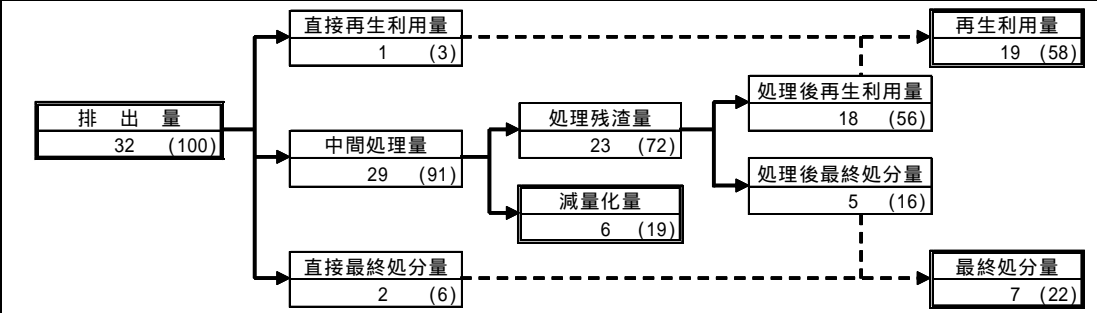 直接再生利用量
1 (3)
再生利用量
19 (58)
処理後再生利用量
18 (56)
排 出 量
32 (100)
処理残渣量
23 (72)
中間処理量
29 (91)
処理後最終処分量
5 (16)
減量化量
6 (19)
直接最終処分量
2 (6)
最終処分量
7 (22)